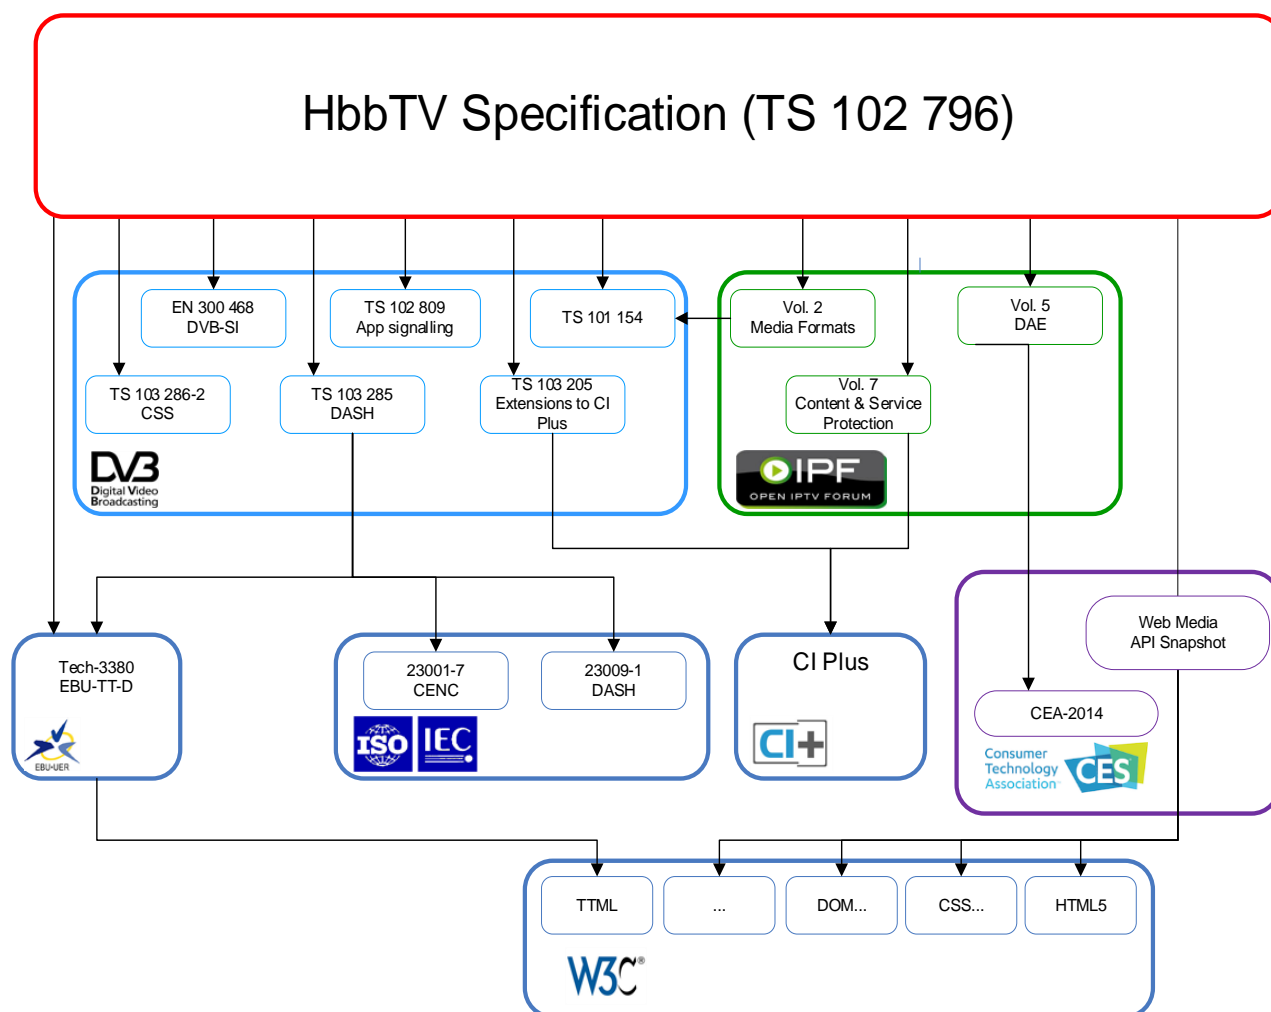 HbbTV Specification (TS 102 796)
EN 300 468
DVB-SI
TS 102 809
App signalling
TS 101 154
Vol. 2
Media Formats
Vol. 5
DAE
TS 103 286-2
CSS
TS 103 285
DASH
TS 103 205
Extensions to CI
Plus
Vol. 7
Content & Service
Protection
DVB
Digital Video
Broadcasting
IPF
OPEN IPTV FORUM
Web Media
API Snapshot
Tech-3380
EBU-TT-D
EBU-UER
23001-7
CENC
23009-1
DASH
ISO
IEC
CI Plus
CI+
CEA-2014
Consumer
Technology
Association™
CES
TTML
...
DOM...
CSS...
HTML5
W3C®